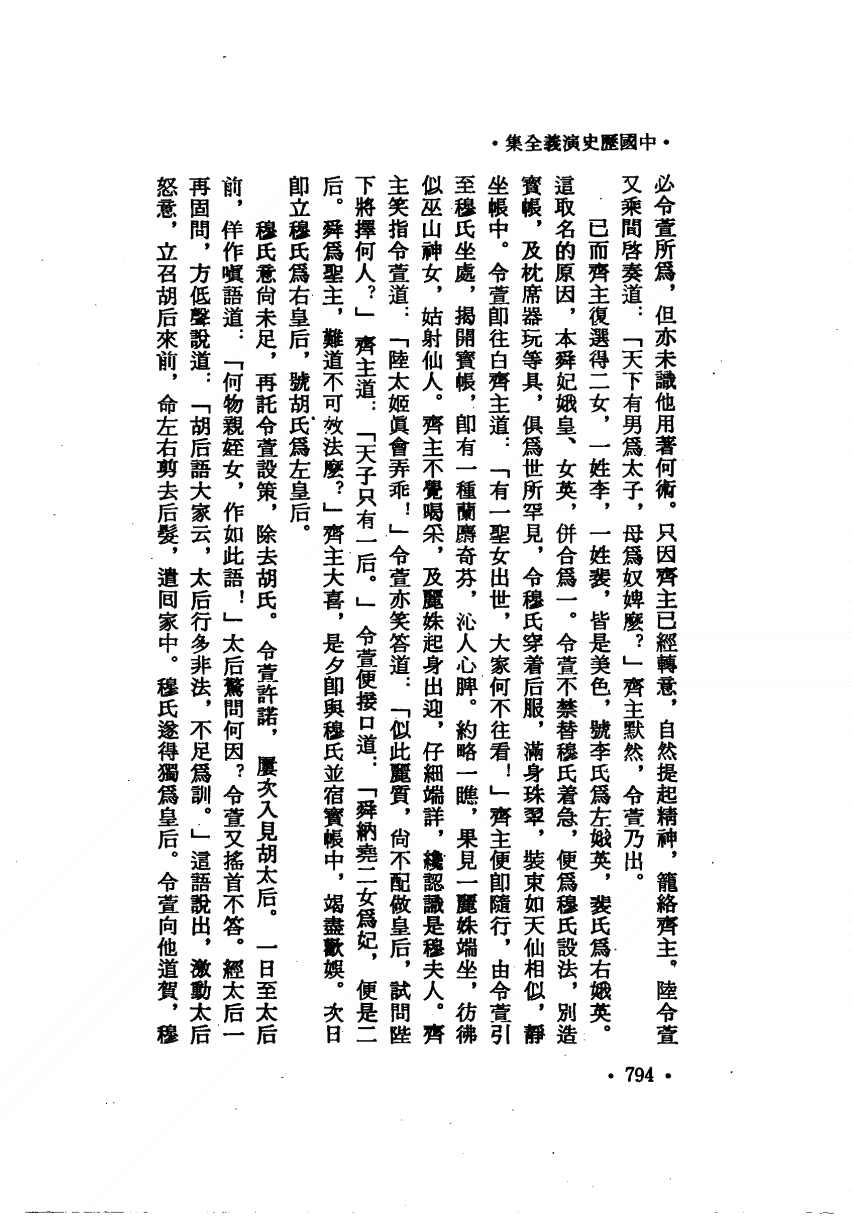 ·中國歷史演義全集·
必令萱所爲，但亦未識他用著何術。只因齊主已經轉意，自然提起精神，籠絡齊主。陸令萱
又乘間啓奏道：「天下有男爲太子，母爲奴婢麼？」齊主默然，令萱乃出。
已而齊主復選得二女，一姓李，一姓裴，皆是美色，號李氏爲左娥英，裴氏爲右娥英。
這取名的原因，本舜妃娥皇、女英，併合爲一。令萱不禁替穆氏着急，便爲穆氏設法，別造
寶帳，及枕席器玩等具，俱爲世所罕見，令穆氏穿着后服，滿身珠翠，裝束如天仙相似，靜
坐帳中。令萱卽往白齊主道：「有一聖女出世，大家何不往看！」齊主便卽隨行，由令萱引
至穆氏坐處，揭開寶帳，卽有一種蘭麝奇芬，沁人心脾。約略一瞧，果見一麗姝端坐，彷彿
似巫山神女，姑射仙人。齊主不覺喝采，及麗姝起身出迎，仔細端詳，纔認識是穆夫人。齊
主笑指令萱道：「陸太姬眞會弄乖！」令萱亦笑答道：「似此麗質，尙不配做皇后，試問陛
下將擇何人？」齊主道：「天子只有一后。」令萱便接口道：「舜納堯二女爲妃，便是二
后。舜爲聖主，難道不可效法麼？」齊主大喜，是夕卽與穆氏並宿寶帳中，竭盡歡娛。次日
卽立穆氏爲右皇后，號胡氏爲左皇后。
穆氏意尙未足，再託令萱設策，除去胡氏。令萱許諾，屢次入見胡太后。一日至太后
前，佯作嗔語道：「何物親姪女，作如此語！」太后驚問何因？令萱又搖首不答。經太后一
再固問，方低聲說道：「胡后語大家云，太后行多非法，不足爲訓。」這語說出，激動太后
怒意，立召胡后來前，命左右剪去后髮，遣回家中。穆氏遂得獨爲皇后。令萱向他道賀，穆
·794·